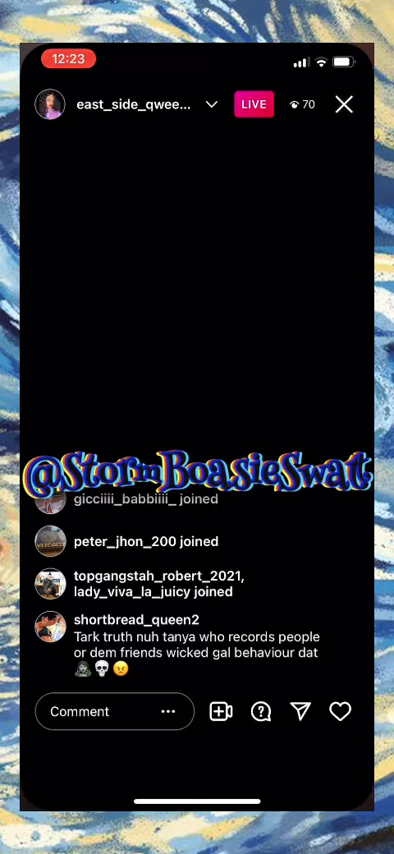 12:23
east_side_qwee...
LIVE
70
@StormBoasieSwat
gicciiii_babbiiii_ joined
peter_jhon_200 joined
topgangstah_robert_2021,
lady_viva_la_juicy joined
shortbread_queen2
Tark truth nuh tanya who records people
or dem friends wicked gal behaviour dat
🧟‍♀️💀😠
Comment